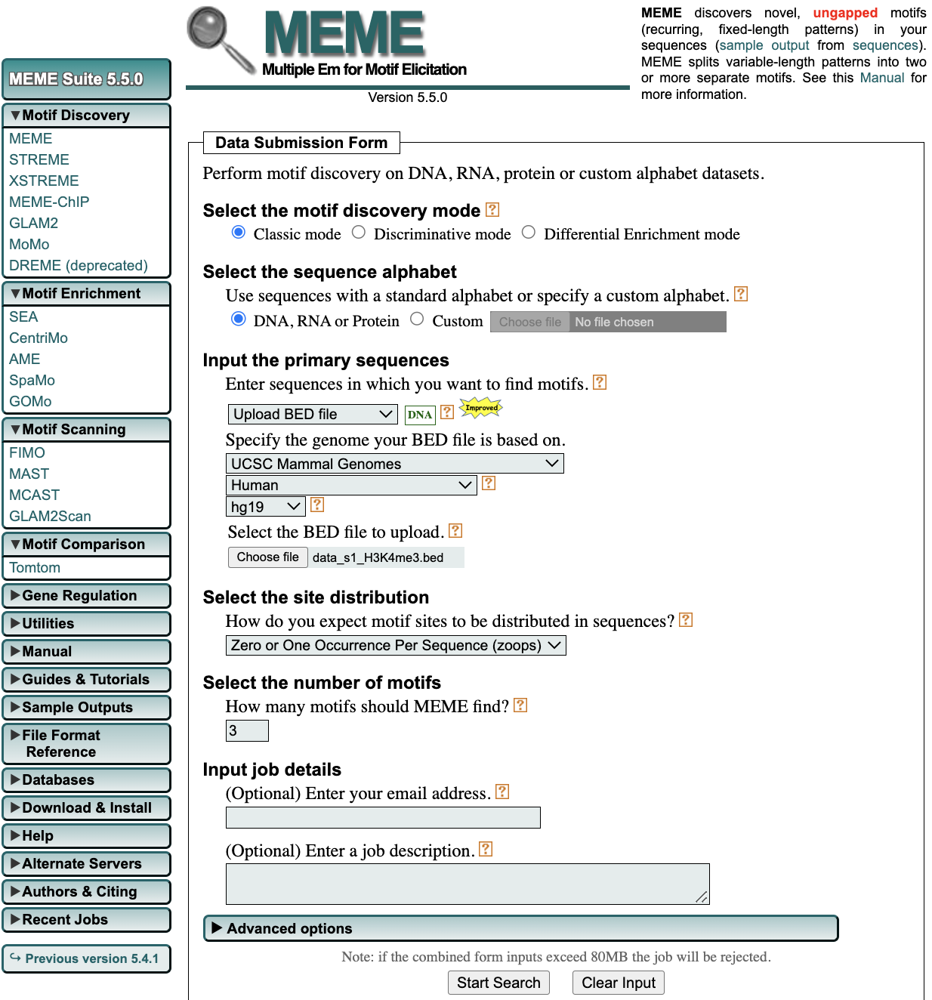 MEME
Multiple Em for Motif Elicitation
Version 5.5.0
MEME discovers novel, ungapped motifs
(recurring, fixed-length patterns) in your
sequences (sample output from sequences).
MEME splits variable-length patterns into two
or more separate motifs. See this Manual for
more information.
MEME Suite 5.5.0
▼Motif Discovery
MEME
STREME
XSTREME
MEME-ChIP
GLAM2
MoMo
DREME (deprecated)
▼Motif Enrichment
SEA
CentriMo
AME
SpaMo
GOMo
▼Motif Scanning
FIMO
MAST
MCAST
GLAM2Scan
▼Motif Comparison
Tomtom
▶Gene Regulation
▶Utilities
▶Manual
▶Guides & Tutorials
▶Sample Outputs
▶File Format
Reference
▶Databases
▶Download & Install
▶Help
▶Alternate Servers
▶Authors & Citing
▶Recent Jobs
↪ Previous version 5.4.1
Data Submission Form
Perform motif discovery on DNA, RNA, protein or custom alphabet datasets.
Select the motif discovery mode ?
Classic mode Discriminative mode Differential Enrichment mode
Select the sequence alphabet
Use sequences with a standard alphabet or specify a custom alphabet. ?
DNA, RNA or Protein Custom Choose file No file chosen
Input the primary sequences
Enter sequences in which you want to find motifs. ?
Upload BED file DNA ? Improved
Specify the genome your BED file is based on.
UCSC Mammal Genomes
Human ?
hg19 ?
Select the BED file to upload. ?
Choose file data_s1_H3K4me3.bed
Select the site distribution
How do you expect motif sites to be distributed in sequences? ?
Zero or One Occurrence Per Sequence (zoops)
Select the number of motifs
How many motifs should MEME find? ?
3
Input job details
(Optional) Enter your email address. ?
(Optional) Enter a job description. ?
▶ Advanced options
Note: if the combined form inputs exceed 80MB the job will be rejected.
Start Search Clear Input